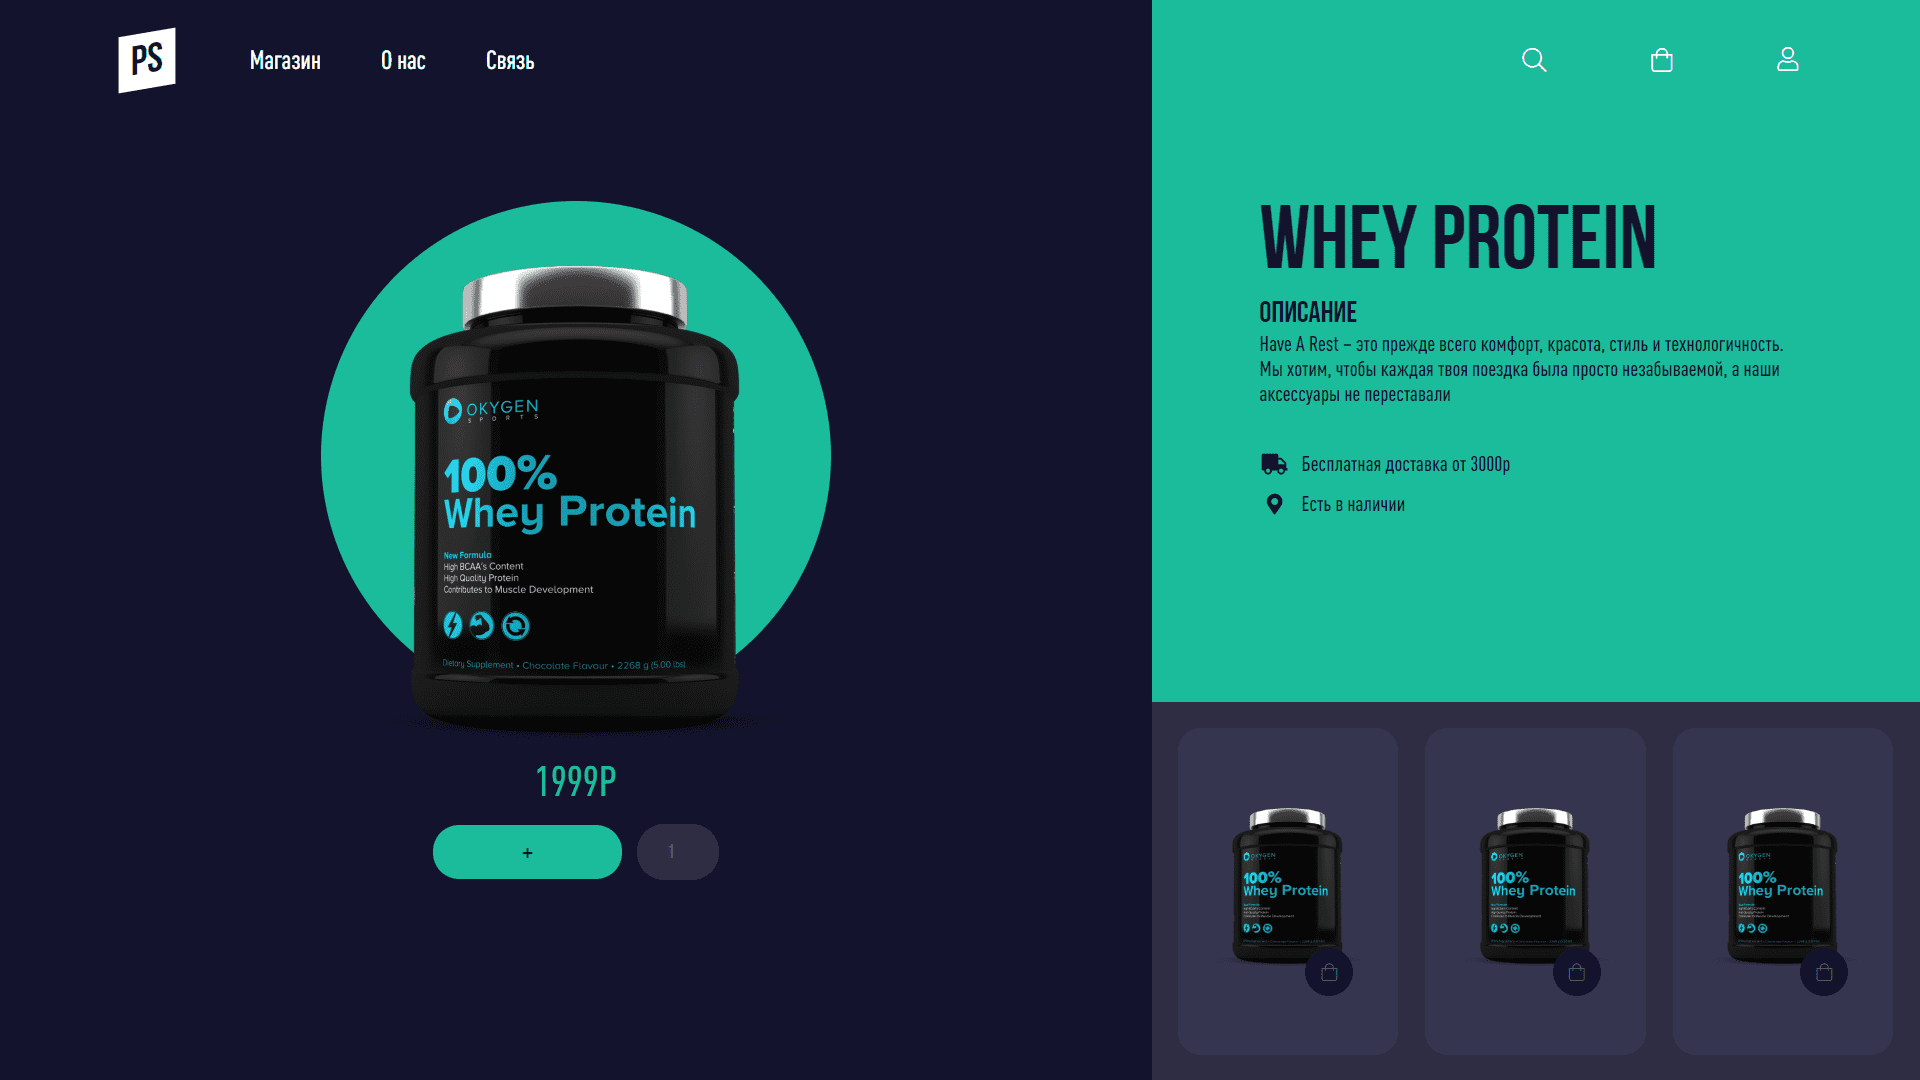 PS
Магазин
О нас
Связь
OKYGEN
SPORTS
100%
Whey Protein
New Formula
High BCAA's Content
High Quality Protein
Contributes to Muscle Development
Dietary Supplement • Chocolate Flavour • 2268 g (5.00 lbs)
1999Р
+
1
WHEY PROTEIN
ОПИСАНИЕ
Have A Rest – это прежде всего комфорт, красота, стиль и технологичность.
Мы хотим, чтобы каждая твоя поездка была просто незабываемой, а наши
аксессуары не переставали
Бесплатная доставка от 3000р
Есть в наличии
OKYGEN
100%
Whey Protein
OKYGEN
100%
Whey Protein
OKYGEN
100%
Whey Protein